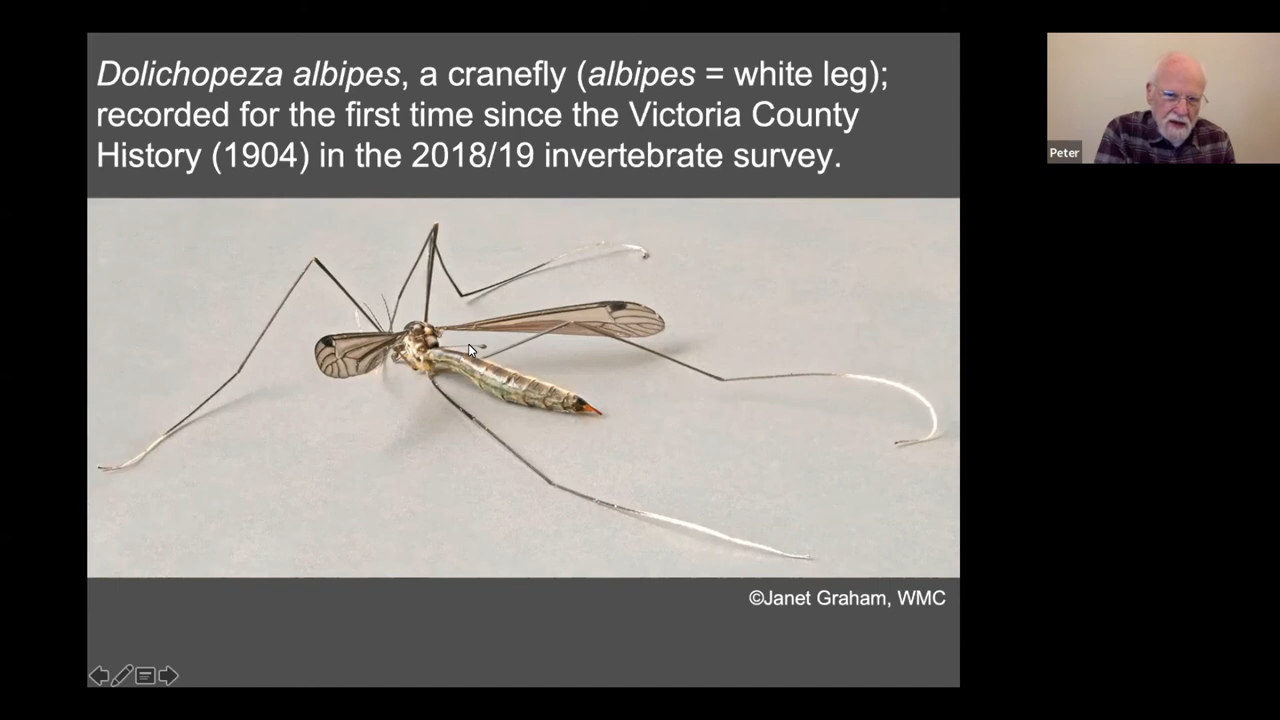 Dolichopeza albipes, a cranefly (albipes = white leg);
recorded for the first time since the Victoria County
History (1904) in the 2018/19 invertebrate survey.
Peter
©Janet Graham, WMC